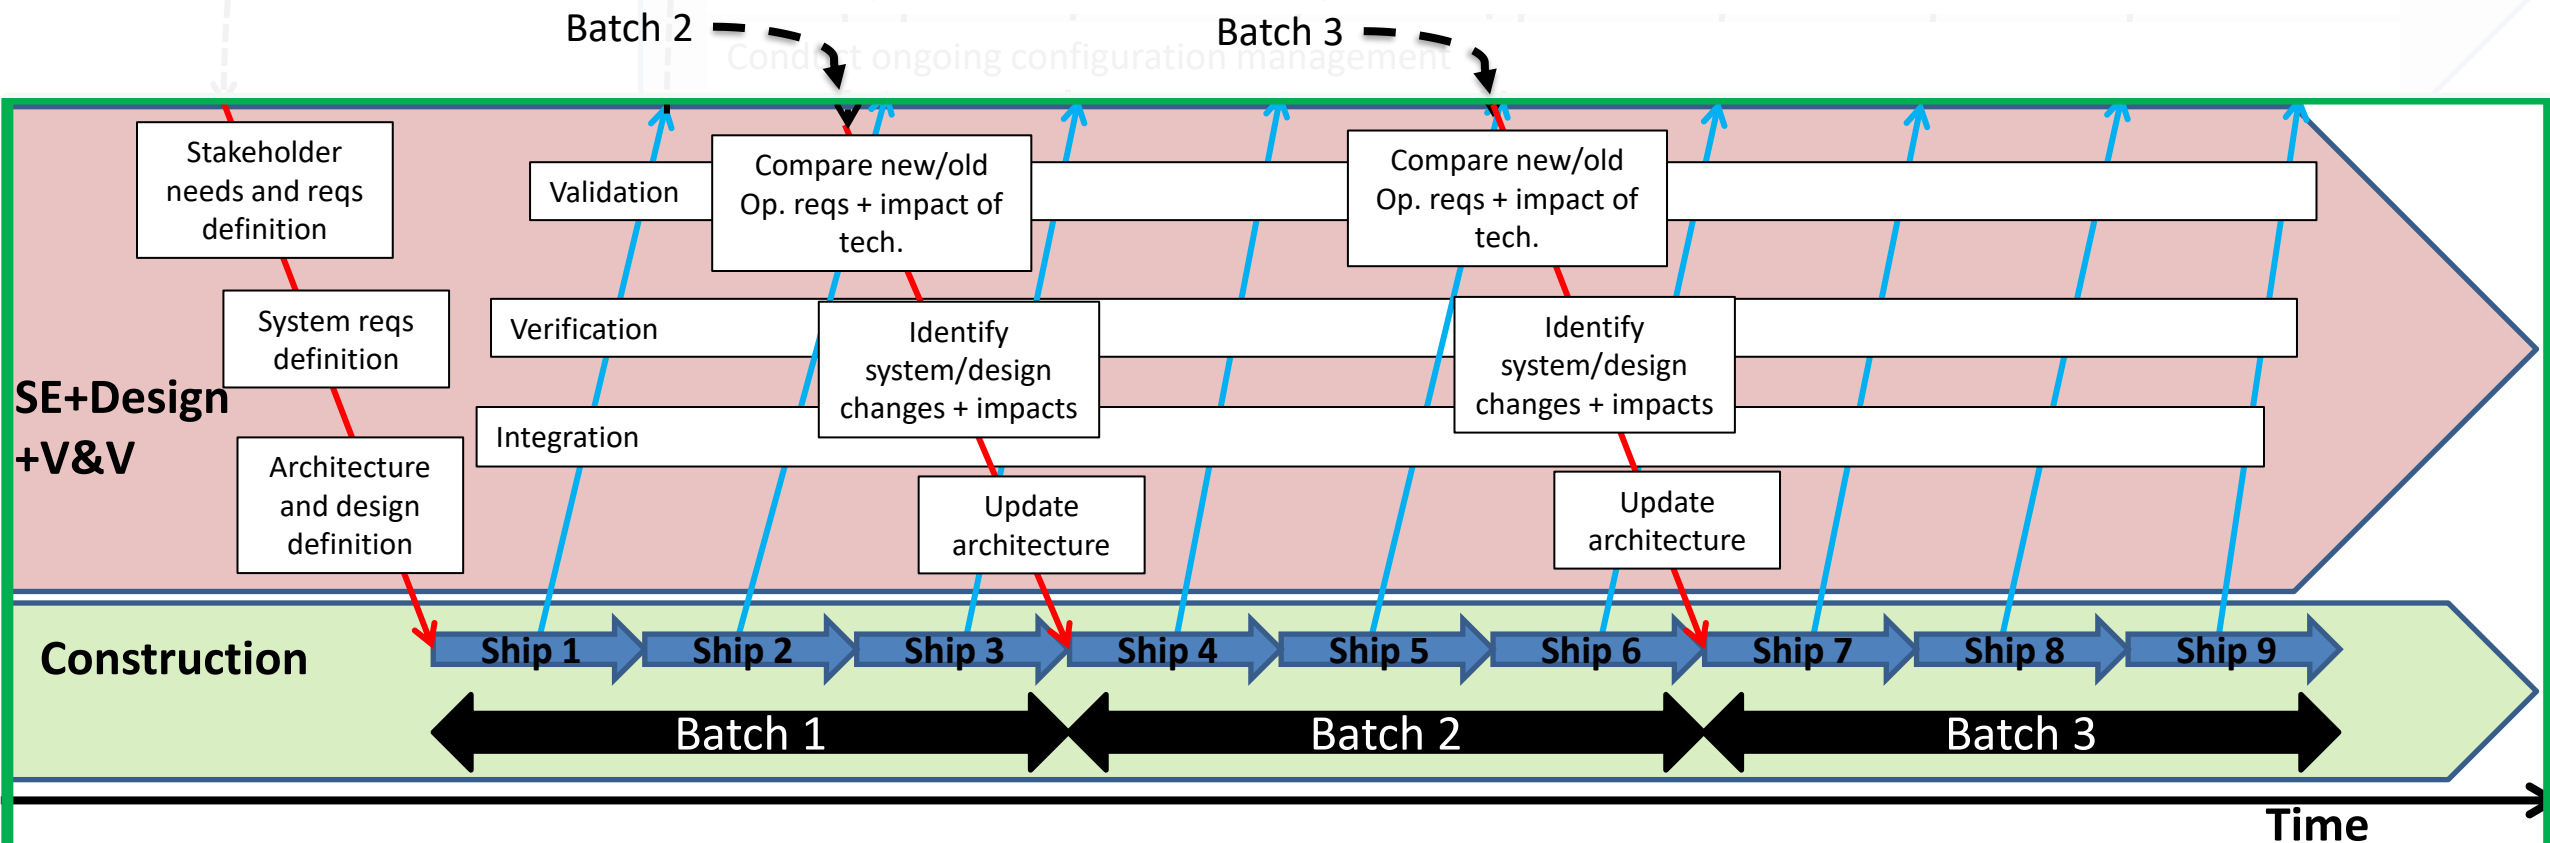 Batch 2
Batch 3
Conduct ongoing configuration management
Stakeholder
needs and reqs
definition
System reqs
definition
Architecture
and design
definition
SE+Design
+V&V
Validation
Verification
Integration
Compare new/old
Op. reqs + impact of
tech.
Identify
system/design
changes + impacts
Update
architecture
Compare new/old
Op. reqs + impact of
tech.
Identify
system/design
changes + impacts
Update
architecture
Construction
Ship 1
Ship 2
Ship 3
Ship 4
Ship 5
Ship 6
Ship 7
Ship 8
Ship 9
Batch 1
Batch 2
Batch 3
Time